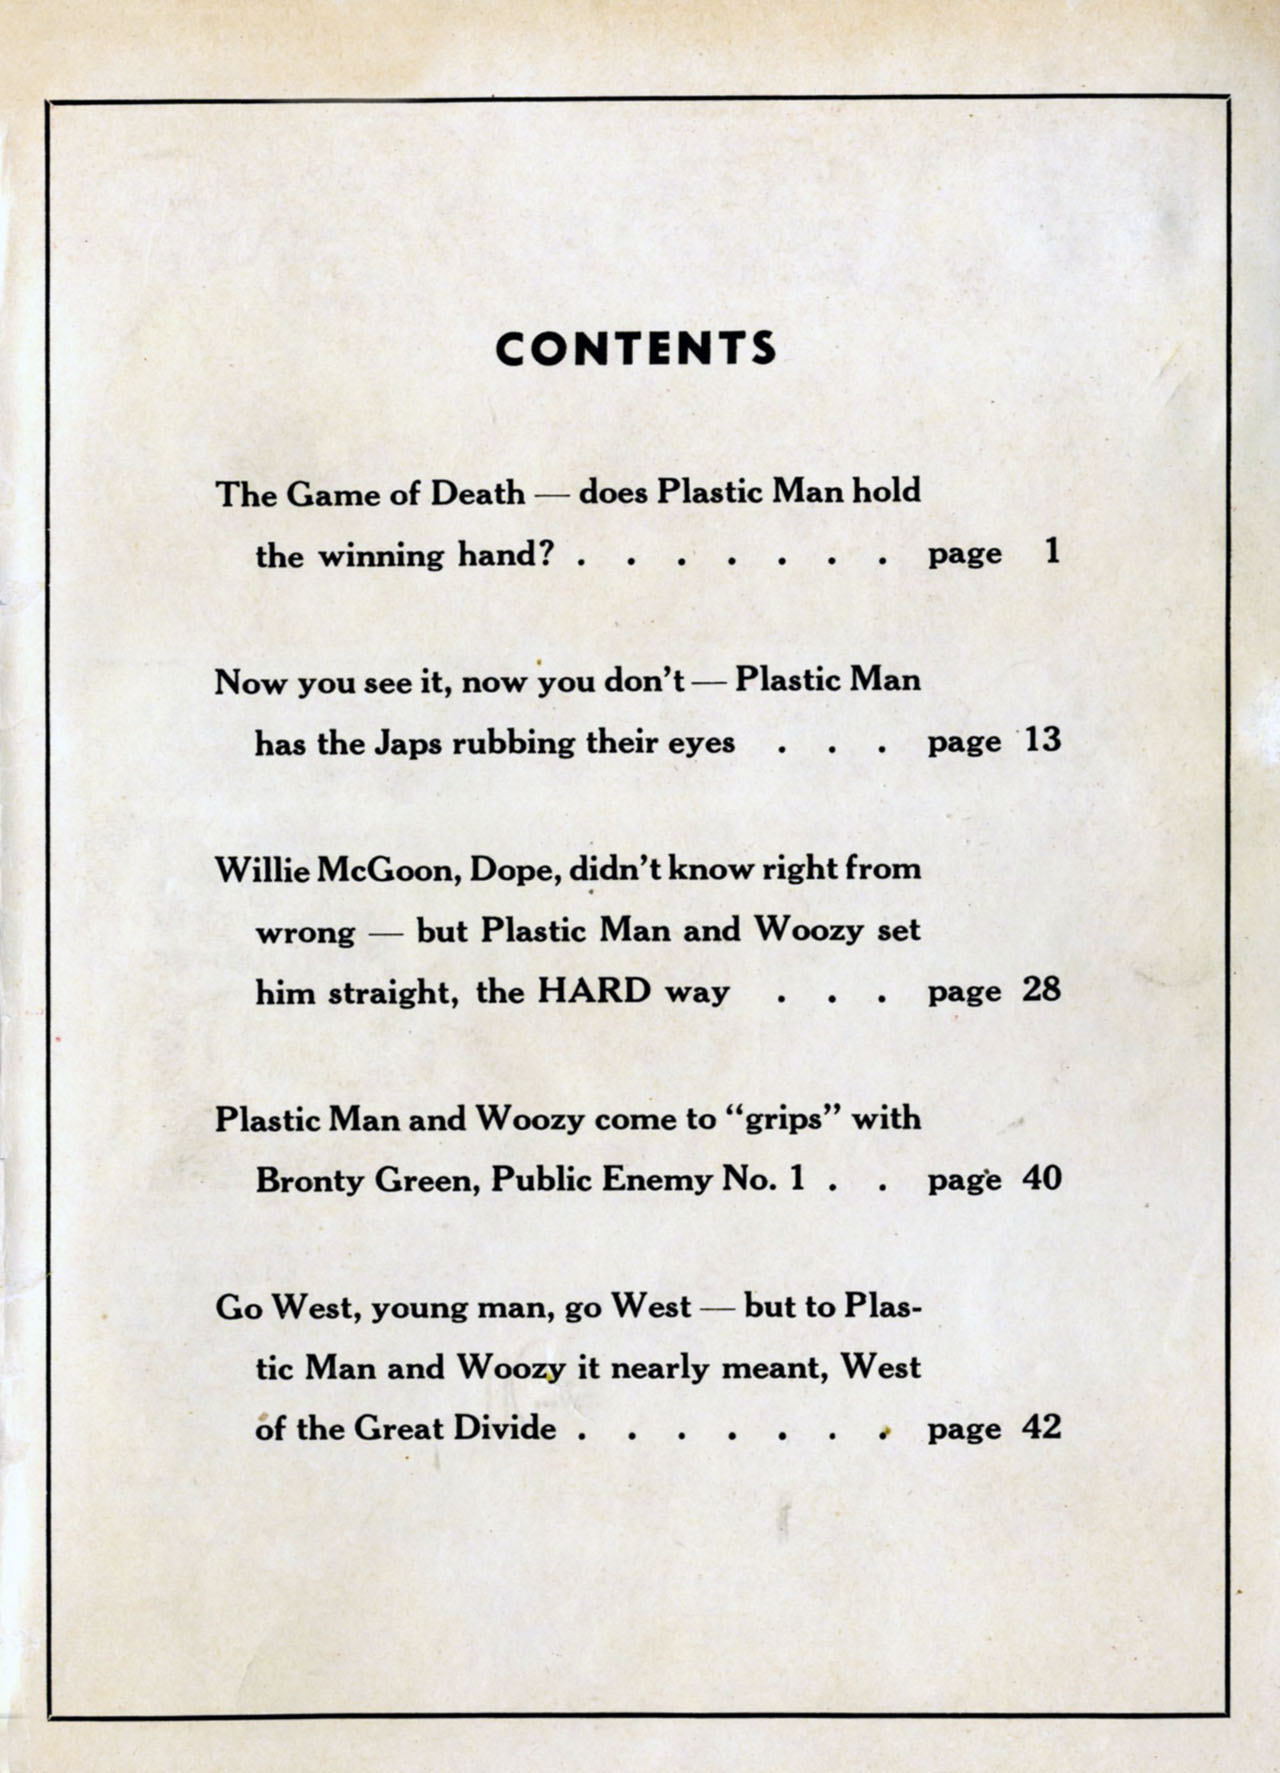 CONTENTS
The Game of Death — does Plastic Man hold
the winning hand? . . . . . . . page 1
Now you see it, now you don't — Plastic Man
has the Japs rubbing their eyes . . . page 13
Willie McGoon, Dope, didn't know right from
wrong — but Plastic Man and Woozy set
him straight, the HARD way . . . page 28
Plastic Man and Woozy come to “grips” with
Bronty Green, Public Enemy No. 1 . . page 40
Go West, young man, go West — but to Plas-
tic Man and Woozy it nearly meant, West
of the Great Divide . . . . . . . page 42